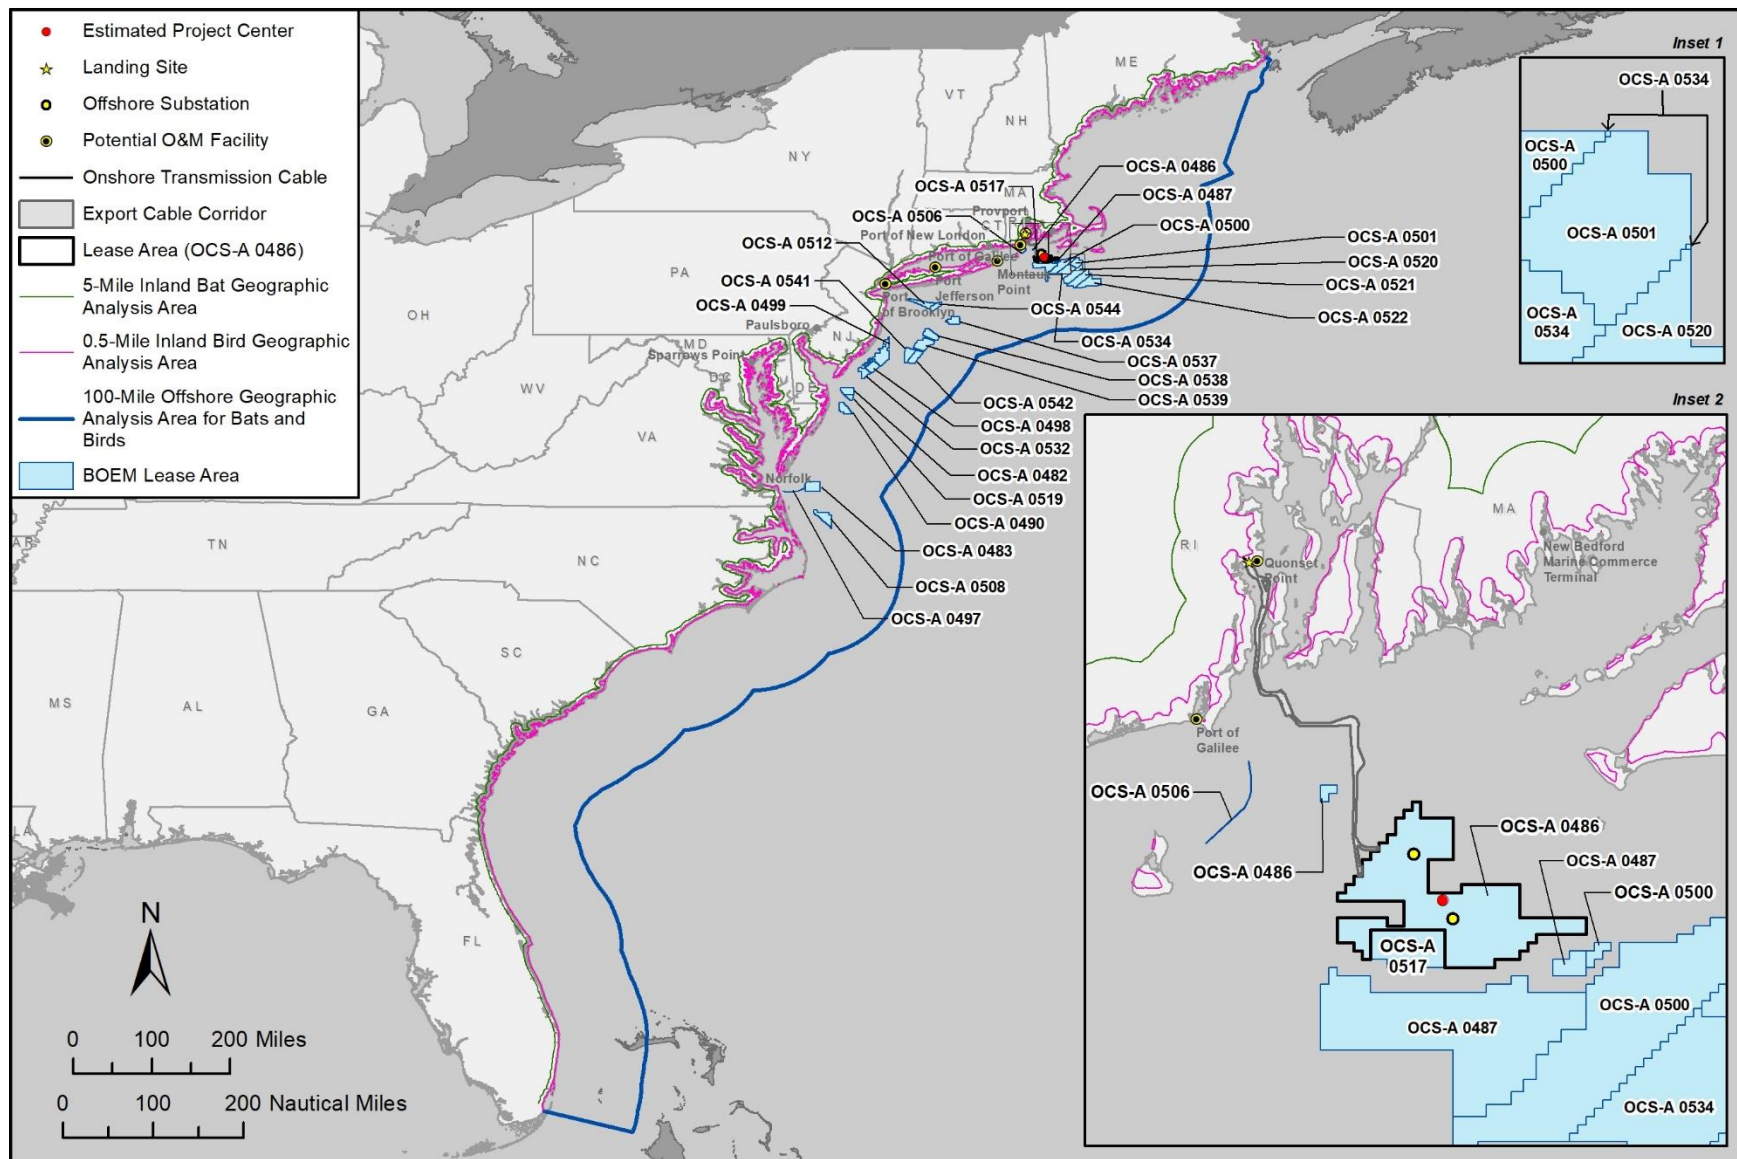 Estimated Project Center
Landing Site
Offshore Substation
Potential O&M Facility
Onshore Transmission Cable
Export Cable Corridor
Lease Area (OCS-A 0486)
5-Mile Inland Bat Geographic
Analysis Area
0.5-Mile Inland Bird Geographic
Analysis Area
100-Mile Offshore Geographic
Analysis Area for Bats and
Birds
BOEM Lease Area
ME
VT
NH
NY
MA
CT
PA
OH
NJ
MD
DC
DE
WV
VA
AR
TN
NC
SC
MS
AL
GA
LA
FL
Provport
Port of New London
Port of Galilee
Montauk
Point
Port
Jefferson
Port
of Brooklyn
Paulsboro
Sparrows Point
Norfolk
OCS-A 0486
OCS-A 0517
OCS-A 0487
OCS-A 0506
OCS-A 0500
OCS-A 0512
OCS-A 0501
OCS-A 0520
OCS-A 0541
OCS-A 0521
OCS-A 0499
OCS-A 0544
OCS-A 0522
OCS-A 0534
OCS-A 0537
OCS-A 0538
OCS-A 0539
OCS-A 0542
OCS-A 0498
OCS-A 0532
OCS-A 0482
OCS-A 0519
OCS-A 0490
OCS-A 0483
OCS-A 0508
OCS-A 0497
N
0 100 200 Miles
0 100 200 Nautical Miles
Inset 1
OCS-A 0534
OCS-A
0500
OCS-A 0501
OCS-A
0534
OCS-A 0520
Inset 2
RI
MA
Quonset
Point
New Bedford
Marine Commerce
Terminal
Port of
Galilee
OCS-A 0506
OCS-A 0486
OCS-A 0486
OCS-A 0487
OCS-A 0500
OCS-A
0517
OCS-A 0500
OCS-A 0487
OCS-A 0534